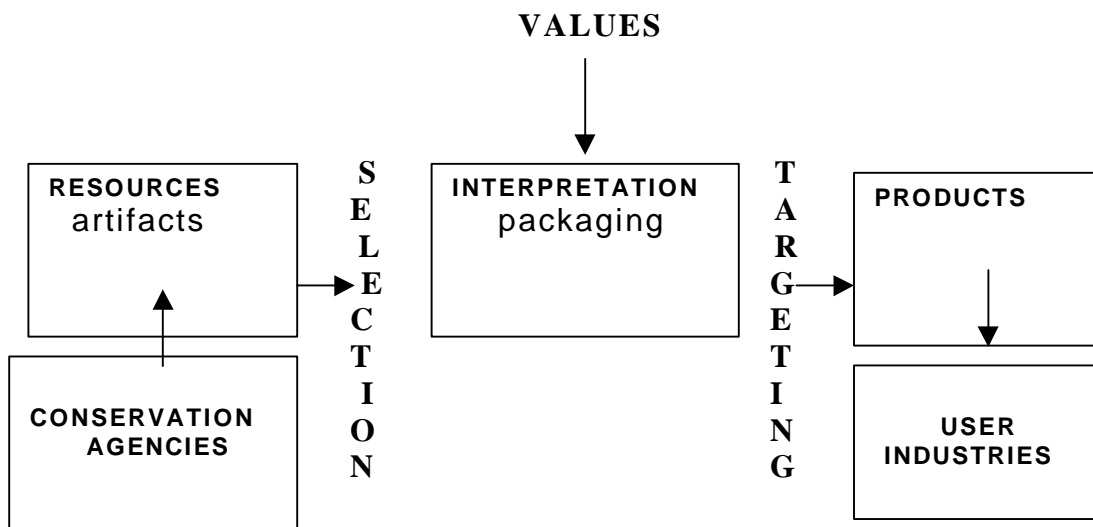 VALUES
RESOURCES
artifacts
SELECTION
INTERPRETATION
packaging
TARGETING
PRODUCTS
CONSERVATION
AGENCIES
USER
INDUSTRIES